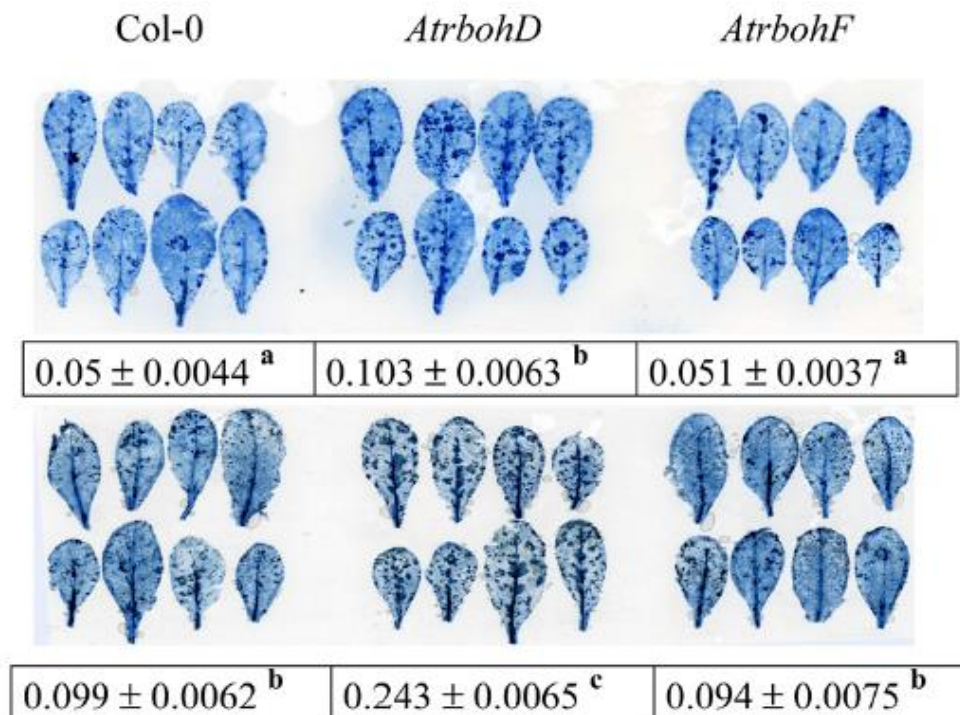 Col-0 AtrbohD AtrbohF
0.05 ± 0.0044 a 0.103 ± 0.0063 b 0.051 ± 0.0037 a
0.099 ± 0.0062 b 0.243 ± 0.0065 c 0.094 ± 0.0075 b